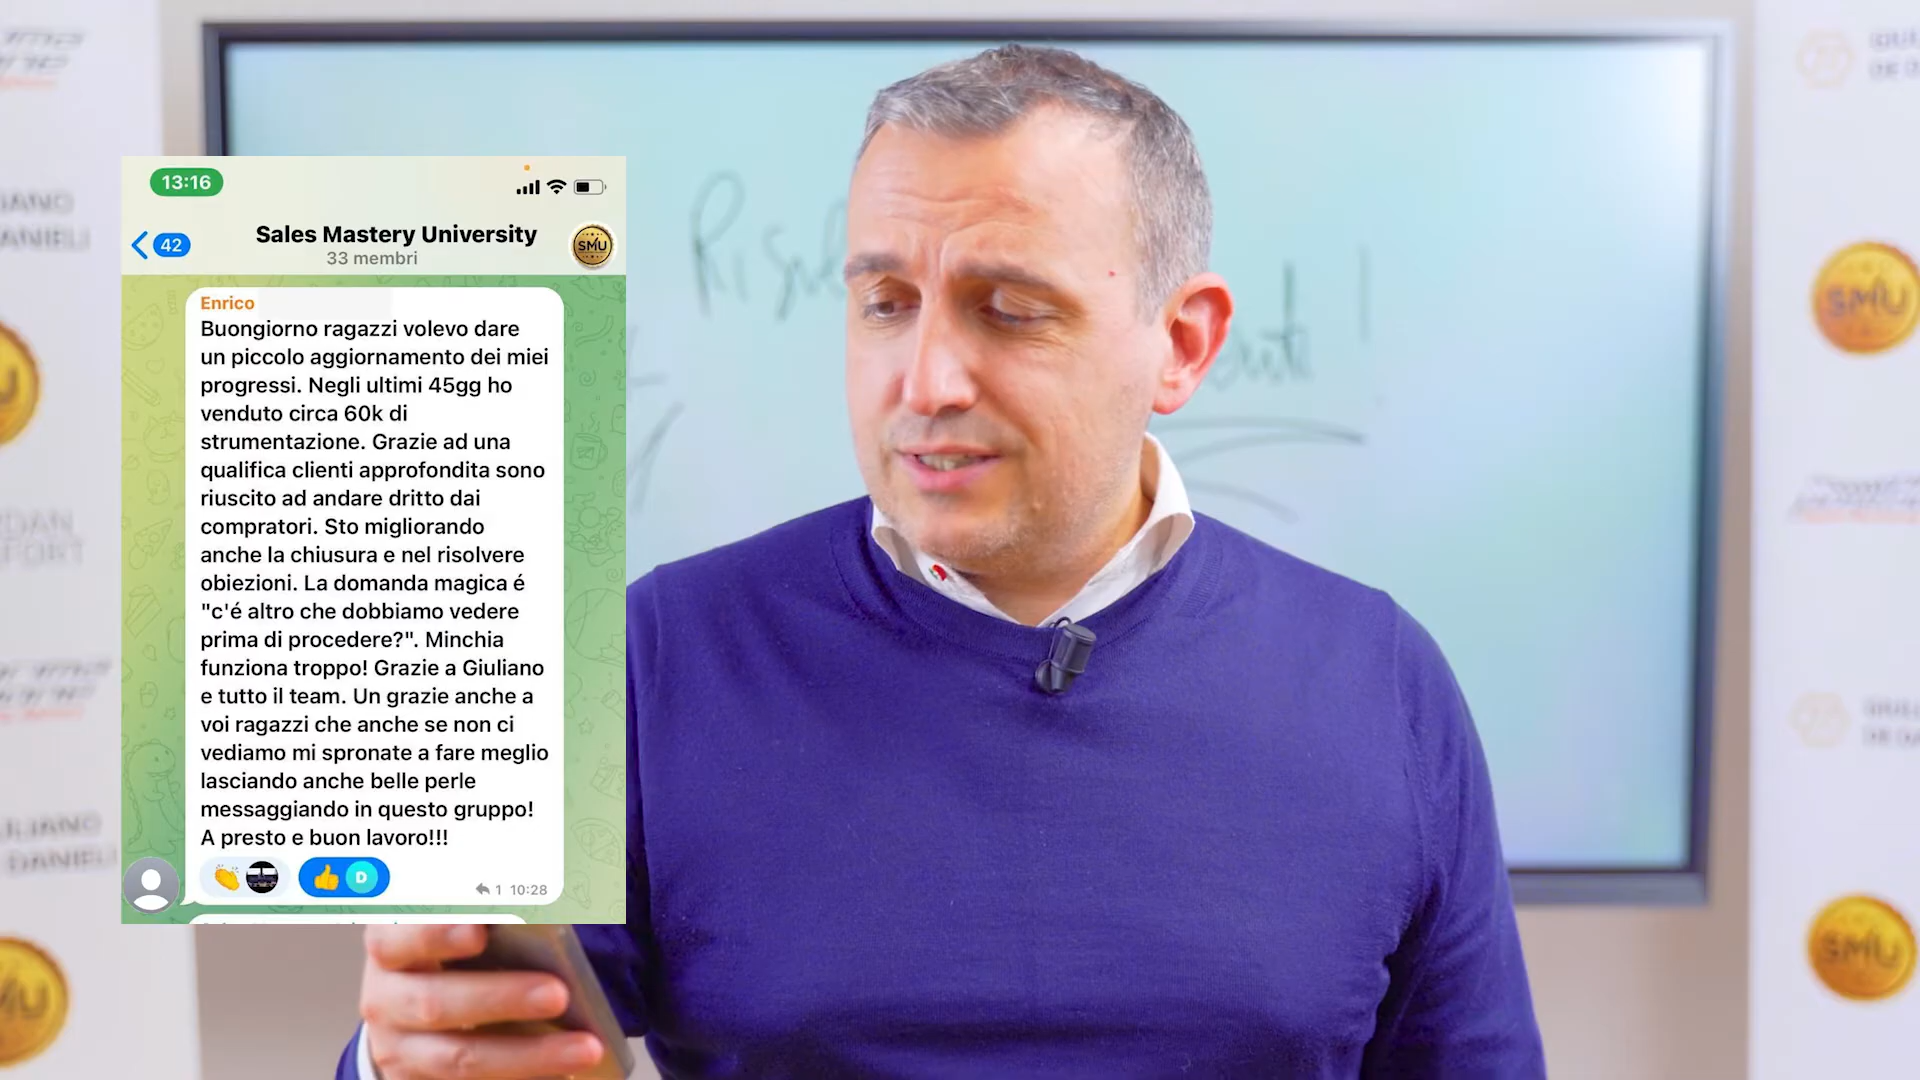 13:16
42
Sales Mastery University
33 membri
SMU
Enrico
Buongiorno ragazzi volevo dare
un piccolo aggiornamento dei miei
progressi. Negli ultimi 45gg ho
venduto circa 60k di
strumentazione. Grazie ad una
qualifica clienti approfondita sono
riuscito ad andare dritto dai
compratori. Sto migliorando
anche la chiusura e nel risolvere
obiezioni. La domanda magica é
"c'é altro che dobbiamo vedere
prima di procedere?". Minchia
funziona troppo! Grazie a Giuliano
e tutto il team. Un grazie anche a
voi ragazzi che anche se non ci
vediamo mi spronate a fare meglio
lasciando anche belle perle
messaggiando in questo gruppo!
A presto e buon lavoro!!!
D
1 10:28
SMU
SMU